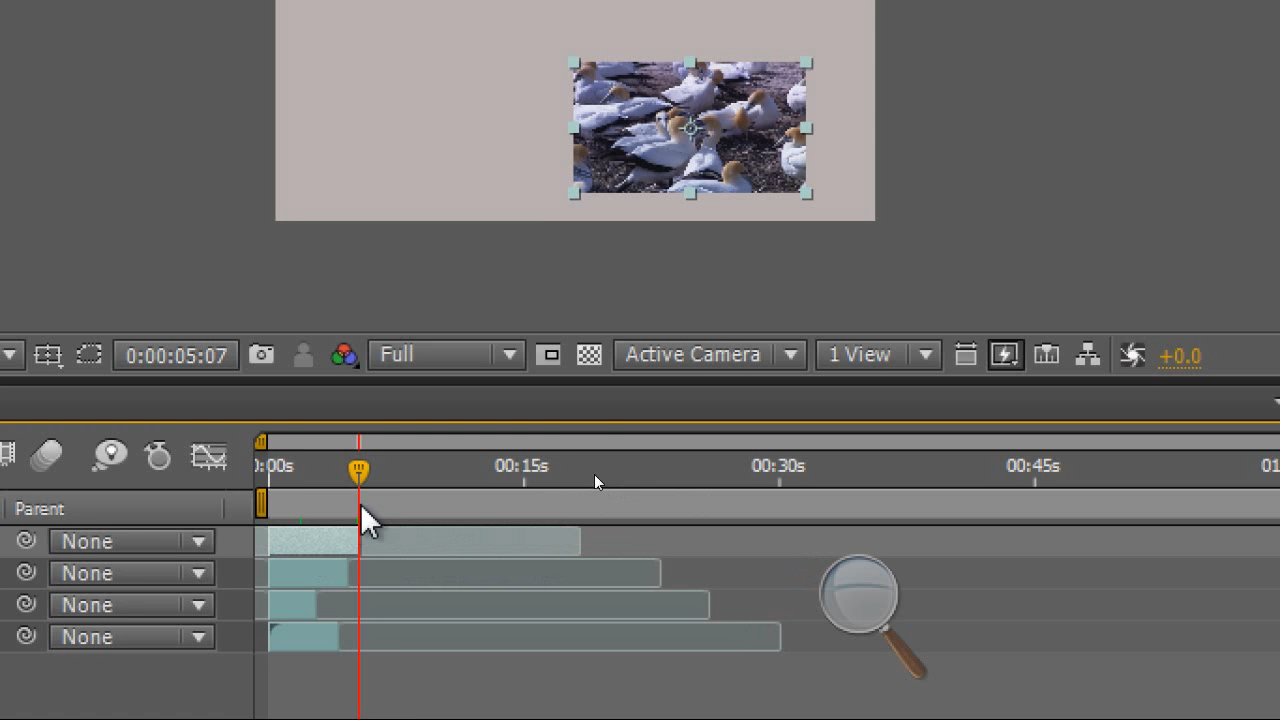 0:00:05:07 Full Active Camera 1 View +0.0
0:00s 00:15s 00:30s 00:45s 01
Parent
None
None
None
None